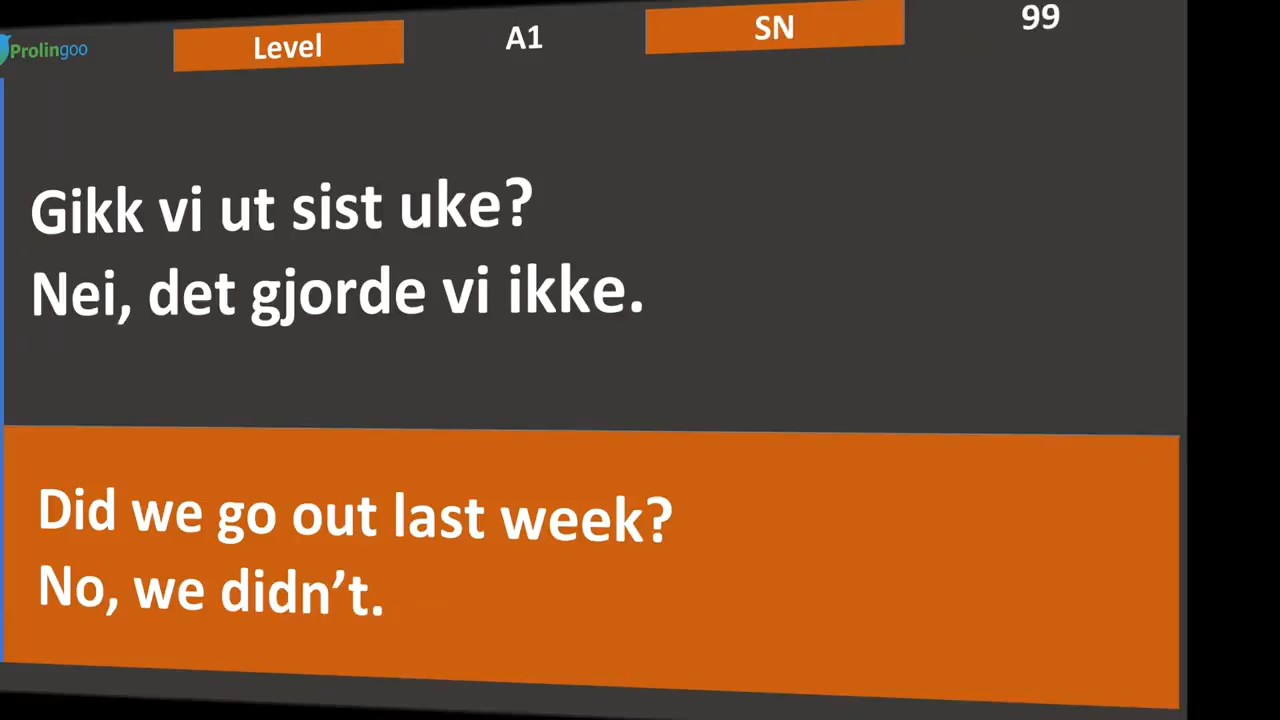 Prolingoo Level A1 SN 99
Gikk vi ut sist uke?
Nei, det gjorde vi ikke.
Did we go out last week?
No, we didn’t.